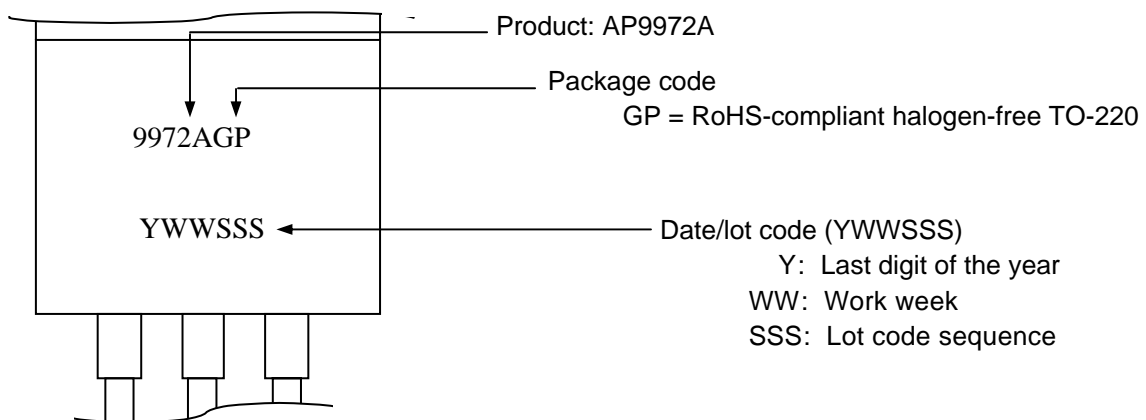 Product: AP9972A
Package code
GP = RoHS-compliant halogen-free TO-220
9972AGP
YWWSSS
Date/lot code (YWWSSS)
Y: Last digit of the year
WW: Work week
SSS: Lot code sequence